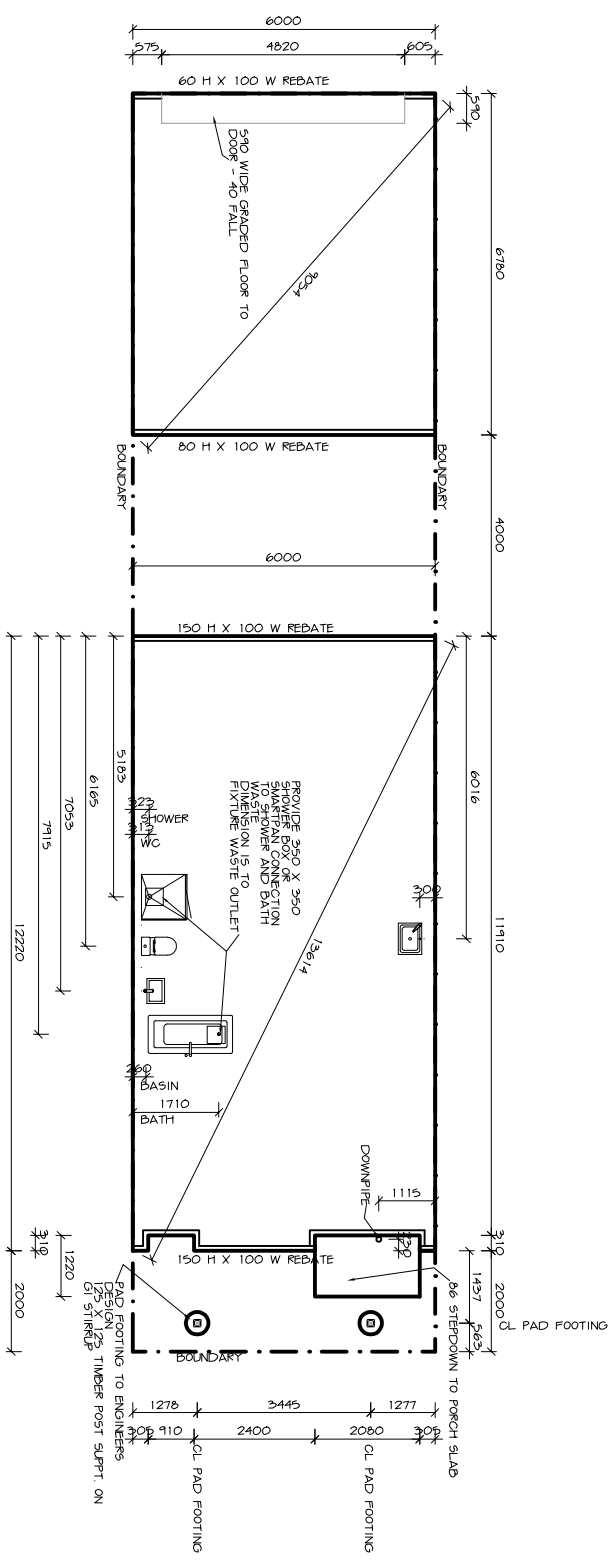 6000
575
4820
605
60 H X 100 W REBATE
590
590 WIDE GRADED FLOOR TO
DOOR - 40 FALL
9054
6780
80 H X 100 W REBATE
BOUNDARY
BOUNDARY
4000
6000
150 H X 100 W REBATE
5183
6165
7053
7915
12220
6016
11910
PROVIDE 350 X 350
SHOWER BOX OR
SMARTPAN CONNECTION
TO SHOWER AND BATH
WASTE
DIMENSION IS TO
FIXTURE WASTE OUTLET
323
SHOWER
315
WC
300
13614
260
BASIN
1710
BATH
DOWNPIPE
1115
230
310
1220
310
150 H X 100 W REBATE
2000
1437
2000
563
CL PAD FOOTING
BOUNDARY
PAD FOOTING TO ENGINEERS
DESIGN
125 X 125 TIMBER POST SUPPT. ON
GI STIRRUP
86 STEPDOWN TO PORCH SLAB
1278
3445
1277
305
910
2400
2080
305
CL PAD FOOTING
CL PAD FOOTING